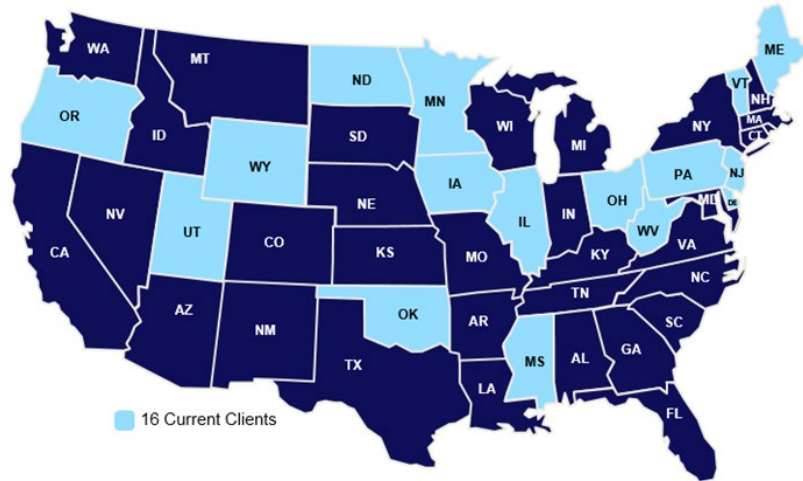 WA
MT
ND
MN
ME
VT
NH
OR
ID
SD
WI
MI
NY
MA
CT
WY
IA
NE
PA
NJ
IL
IN
OH
MD
DE
WV
NV
UT
CO
KS
MO
KY
VA
CA
NC
TN
AZ
NM
OK
AR
SC
TX
MS
AL
GA
LA
FL
16 Current Clients